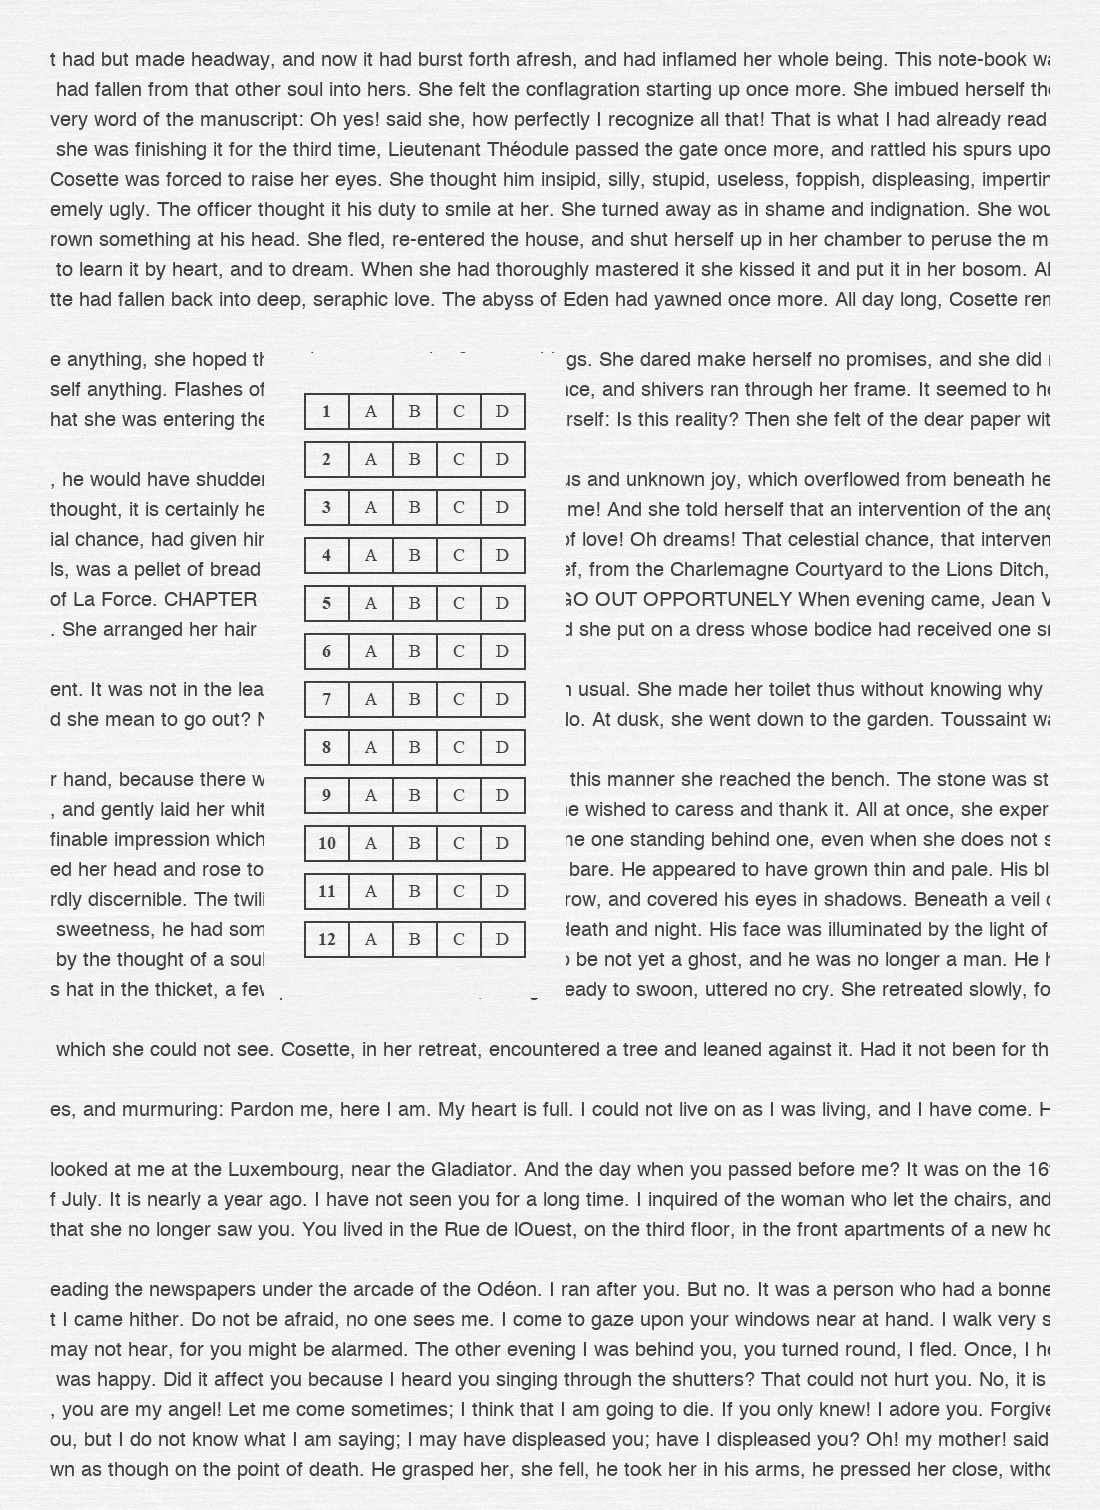 t had but made headway, and now it had burst forth afresh, and had inflamed her whole being. This note-book wa
had fallen from that other soul into hers. She felt the conflagration starting up once more. She imbued herself the
very word of the manuscript: Oh yes! said she, how perfectly I recognize all that! That is what I had already read
she was finishing it for the third time, Lieutenant Théodule passed the gate once more, and rattled his spurs upo
Cosette was forced to raise her eyes. She thought him insipid, silly, stupid, useless, foppish, displeasing, impertin
emely ugly. The officer thought it his duty to smile at her. She turned away as in shame and indignation. She wou
rown something at his head. She fled, re-entered the house, and shut herself up in her chamber to peruse the m
to learn it by heart, and to dream. When she had thoroughly mastered it she kissed it and put it in her bosom. Al
tte had fallen back into deep, seraphic love. The abyss of Eden had yawned once more. All day long, Cosette rem
e anything, she hoped th
self anything. Flashes of
hat she was entering the
, he would have shudder
thought, it is certainly he
ial chance, had given him
ls, was a pellet of bread
of La Force. CHAPTER
. She arranged her hair
ent. It was not in the lea
d she mean to go out? N
r hand, because there w
, and gently laid her whit
finable impression which
ed her head and rose to
rdly discernible. The twili
sweetness, he had som
by the thought of a soul
s hat in the thicket, a few
1 A B C D
2 A B C D
3 A B C D
4 A B C D
5 A B C D
6 A B C D
7 A B C D
8 A B C D
9 A B C D
10 A B C D
11 A B C D
12 A B C D
gs. She dared make herself no promises, and she did
nce, and shivers ran through her frame. It seemed to he
rself: Is this reality? Then she felt of the dear paper wit
us and unknown joy, which overflowed from beneath he
me! And she told herself that an intervention of the ang
of love! Oh dreams! That celestial chance, that interven
ef, from the Charlemagne Courtyard to the Lions Ditch,
GO OUT OPPORTUNELY When evening came, Jean V
d she put on a dress whose bodice had received one sn
n usual. She made her toilet thus without knowing why
lo. At dusk, she went down to the garden. Toussaint wa
this manner she reached the bench. The stone was st
he wished to caress and thank it. All at once, she exper
ne one standing behind one, even when she does not s
bare. He appeared to have grown thin and pale. His bl
row, and covered his eyes in shadows. Beneath a veil o
death and night. His face was illuminated by the light of
o be not yet a ghost, and he was no longer a man. He h
eady to swoon, uttered no cry. She retreated slowly, fo
which she could not see. Cosette, in her retreat, encountered a tree and leaned against it. Had it not been for th
es, and murmuring: Pardon me, here I am. My heart is full. I could not live on as I was living, and I have come. H
looked at me at the Luxembourg, near the Gladiator. And the day when you passed before me? It was on the 16
f July. It is nearly a year ago. I have not seen you for a long time. I inquired of the woman who let the chairs, and
that she no longer saw you. You lived in the Rue de lOuest, on the third floor, in the front apartments of a new ho
eading the newspapers under the arcade of the Odéon. I ran after you. But no. It was a person who had a bonne
t I came hither. Do not be afraid, no one sees me. I come to gaze upon your windows near at hand. I walk very s
may not hear, for you might be alarmed. The other evening I was behind you, you turned round, I fled. Once, I he
was happy. Did it affect you because I heard you singing through the shutters? That could not hurt you. No, it is
, you are my angel! Let me come sometimes; I think that I am going to die. If you only knew! I adore you. Forgive
ou, but I do not know what I am saying; I may have displeased you; have I displeased you? Oh! my mother! said
wn as though on the point of death. He grasped her, she fell, he took her in his arms, he pressed her close, witho